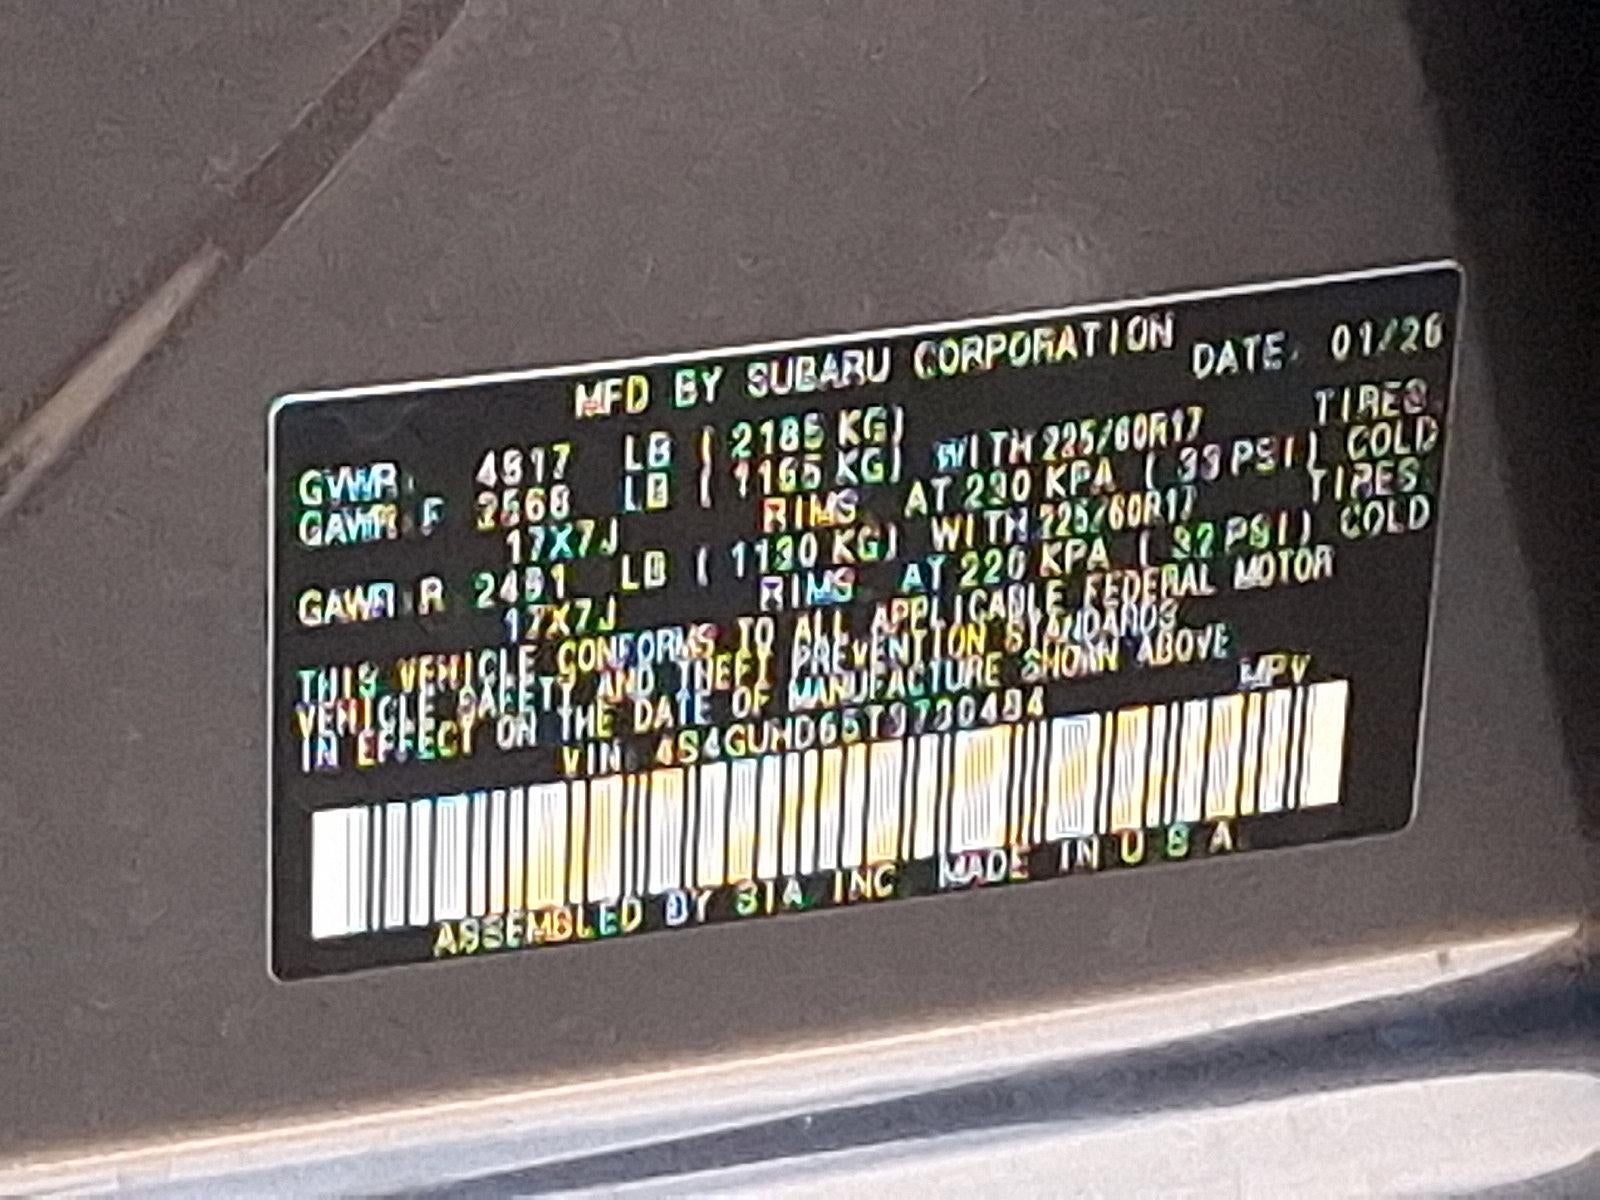 MFD BY SUBARU CORPORATION DATE: 01/26
GVWR: 4817 LB ( 2185 KG)
GAWR:F 2568 LB ( 1165 KG) WITH 225/60R17 TIRES,
17X7J RIMS AT 230 KPA ( 33 PSI) COLD
GAWR:R 2491 LB ( 1130 KG) WITH 225/60R17 TIRES,
17X7J RIMS AT 220 KPA ( 32 PSI) COLD
THIS VEHICLE CONFORMS TO ALL APPLICABLE FEDERAL MOTOR
VEHICLE SAFETY AND THEFT PREVENTION STANDARDS
IN EFFECT ON THE DATE OF MANUFACTURE SHOWN ABOVE
VIN: 4S4GUHD65T3730484 MPV
ASSEMBLED BY SIA INC. MADE IN U.S.A.